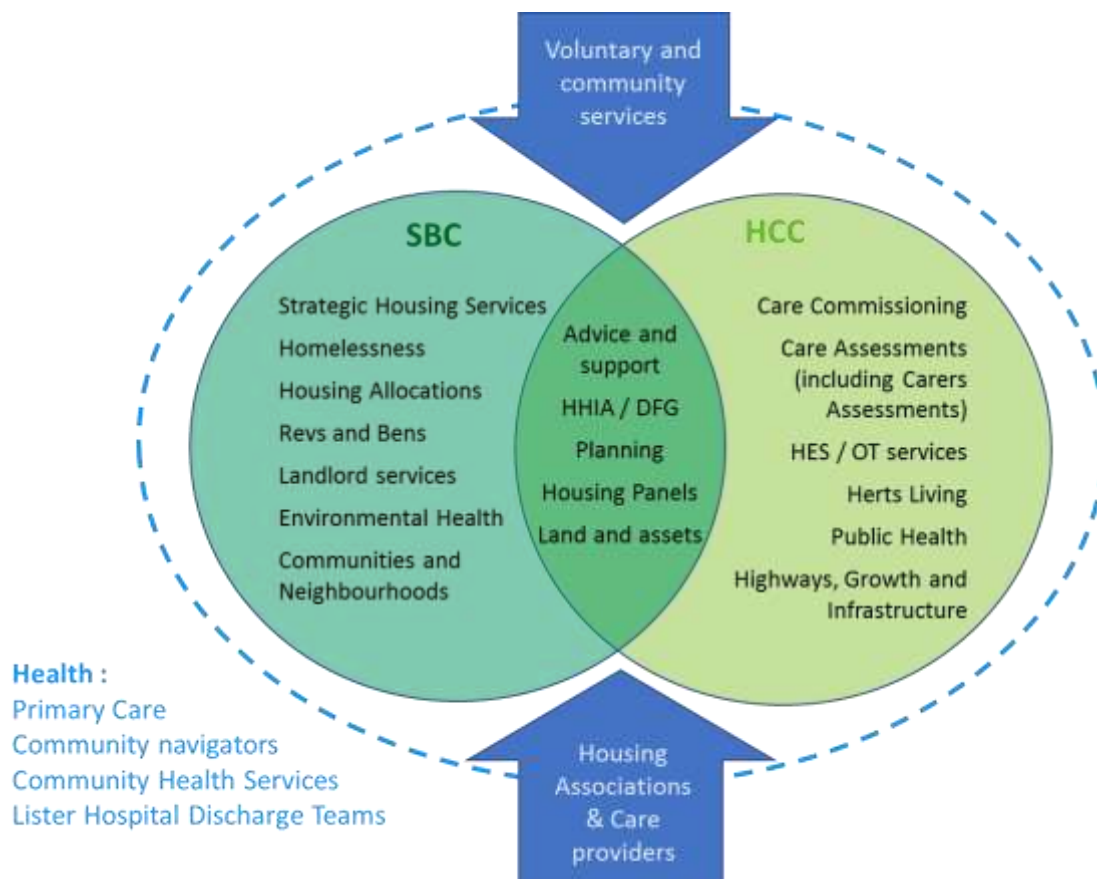 Voluntary and
community
services
SBC
Strategic Housing Services
Homelessness
Housing Allocations
Revs and Bens
Landlord services
Environmental Health
Communities and
Neighbourhoods
Advice and
support
HHIA / DFG
Planning
Housing Panels
Land and assets
HCC
Care Commissioning
Care Assessments
(including Carers
Assessments)
HES / OT services
Herts Living
Public Health
Highways, Growth and
Infrastructure
Health :
Primary Care
Community navigators
Community Health Services
Lister Hospital Discharge Teams
Housing
Associations
& Care
providers